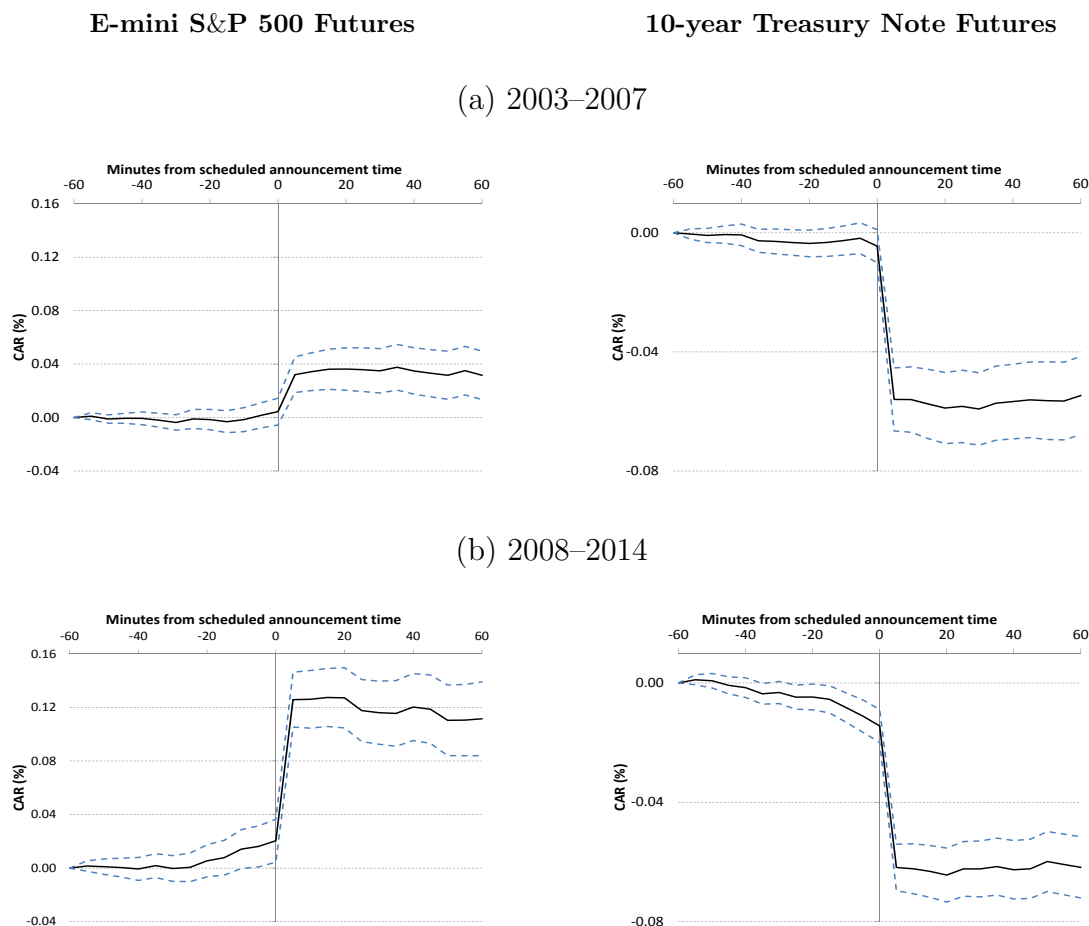 E-mini S&P 500 Futures
10-year Treasury Note Futures
(a) 2003–2007
Minutes from scheduled announcement time
-60 -40 -20 0 20 40 60
0.16
0.12
0.08
0.04
0.00
-0.04
CAR (%)
Minutes from scheduled announcement time
-60 -40 -20 0 20 40 60
0.00
-0.04
-0.08
CAR (%)
(b) 2008–2014
Minutes from scheduled announcement time
-60 -40 -20 0 20 40 60
0.16
0.12
0.08
0.04
0.00
-0.04
CAR (%)
Minutes from scheduled announcement time
-60 -40 -20 0 20 40 60
0.00
-0.04
-0.08
CAR (%)